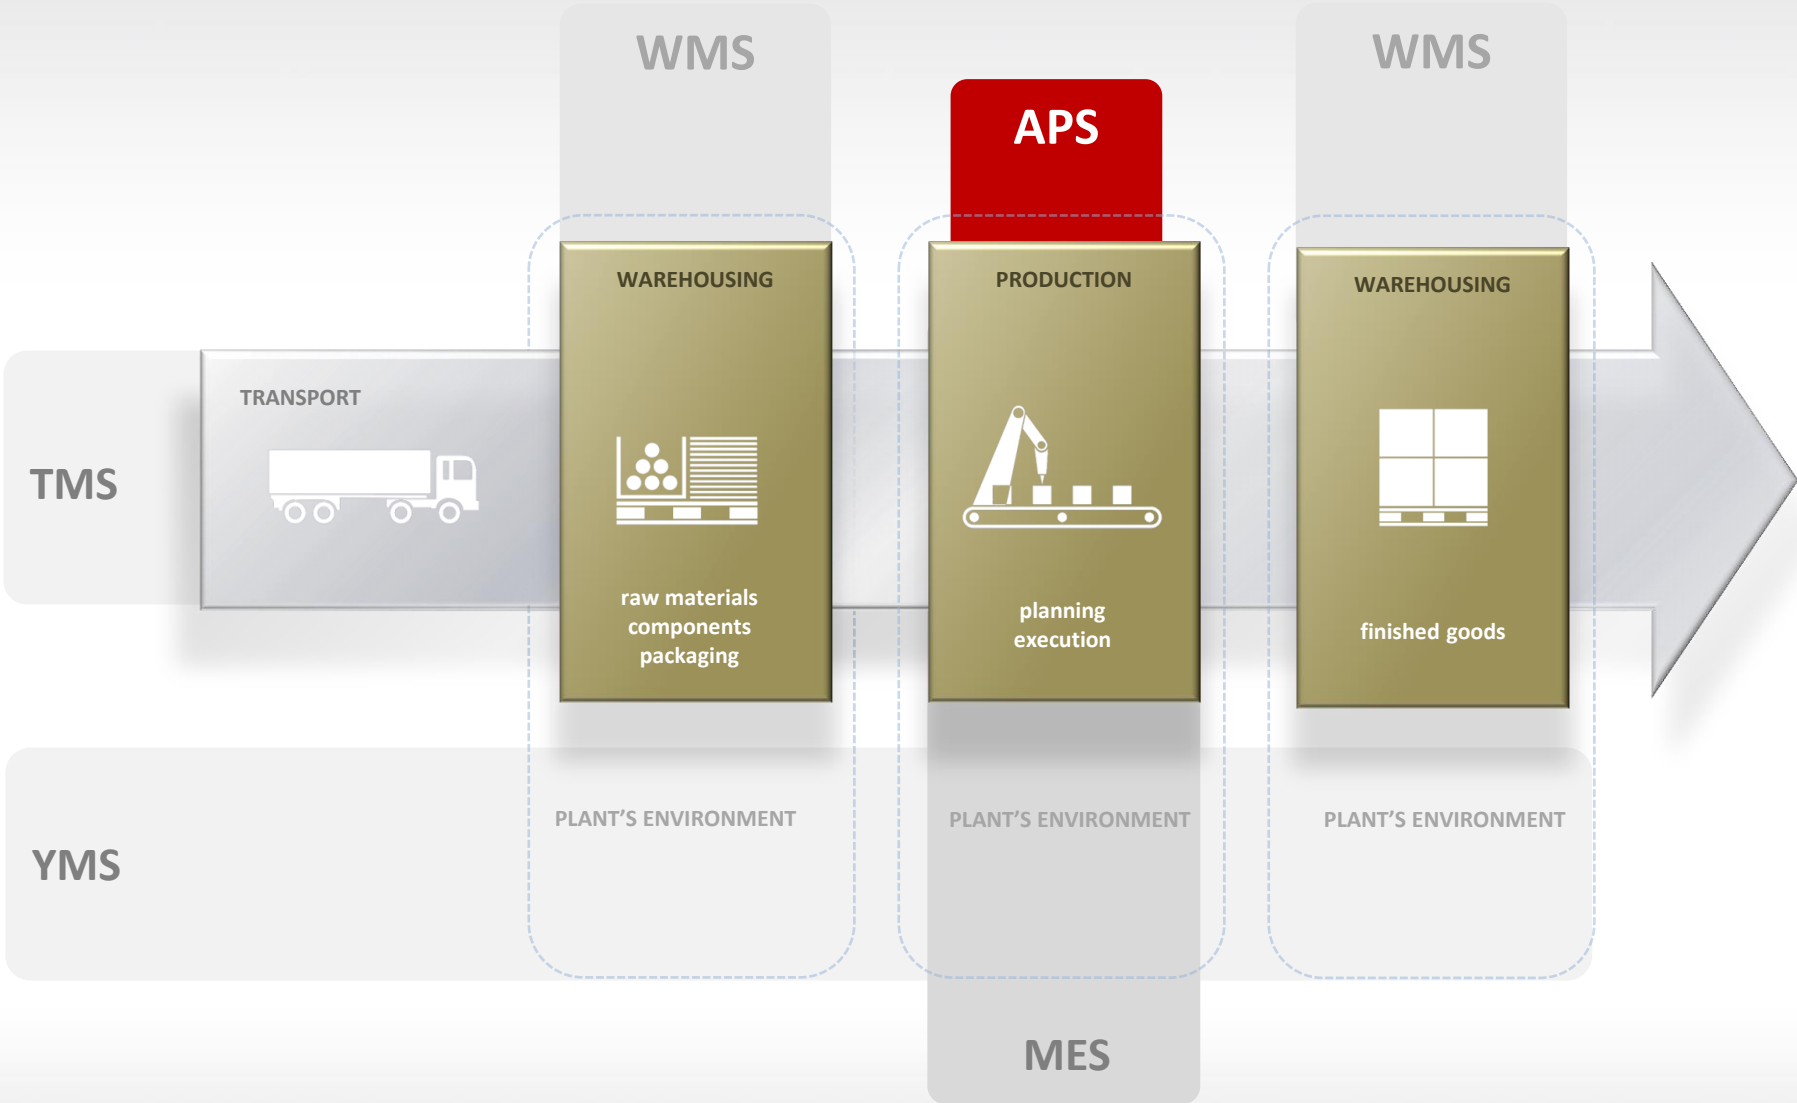 WMS
WMS
APS
WAREHOUSING
PRODUCTION
WAREHOUSING
TRANSPORT
TMS
raw materials
components
packaging
planning
execution
finished goods
PLANT'S ENVIRONMENT
PLANT'S ENVIRONMENT
PLANT'S ENVIRONMENT
YMS
MES